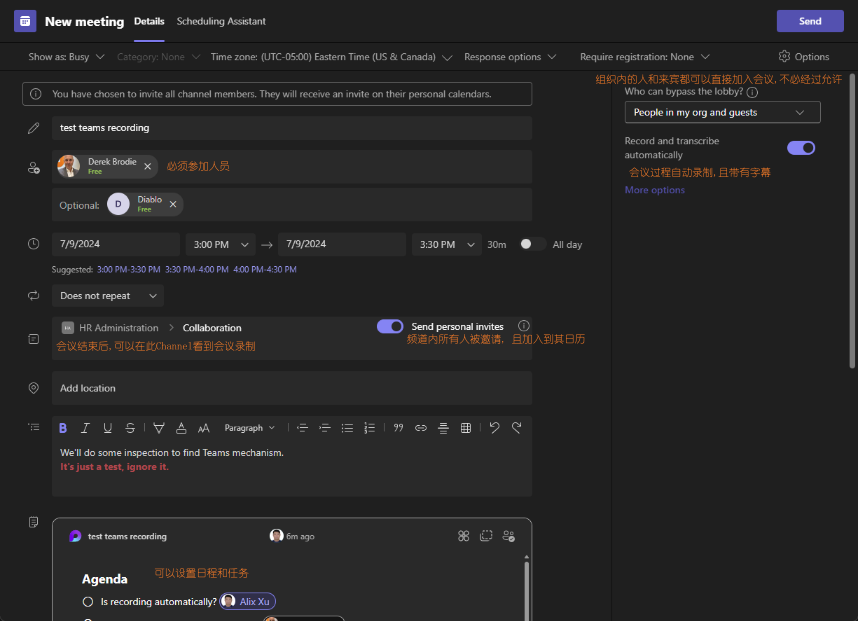 New meeting Details Scheduling Assistant Send
Show as: Busy Category: None Time zone: (UTC-05:00) Eastern Time (US & Canada) Response options Require registration: None Options
组织内的人和来宾都可以直接加入会议, 不必经过允许
You have chosen to invite all channel members. They will receive an invite on their personal calendars.
Who can bypass the lobby?
People in my org and guests
test teams recording
Record and transcribe
automatically
Derek Brodie
Free
必须参加人员
会议过程自动录制, 且带有字幕
More options
Optional: D Diablo
Free
7/9/2024 3:00 PM 7/9/2024 3:30 PM 30m All day
Suggested: 3:00 PM-3:30 PM 3:30 PM-4:00 PM 4:00 PM-4:30 PM
Does not repeat
HR Administration > Collaboration Send personal invites
会议结束后, 可以在此Channel看到会议录制
频道内所有人被邀请, 且加入到其日历
Add location
B I U S A AA Paragraph
We'll do some inspection to find Teams mechanism.
It's just a test, ignore it.
test teams recording 6m ago
Agenda 可以设置日程和任务
Is recording automatically? Alix Xu